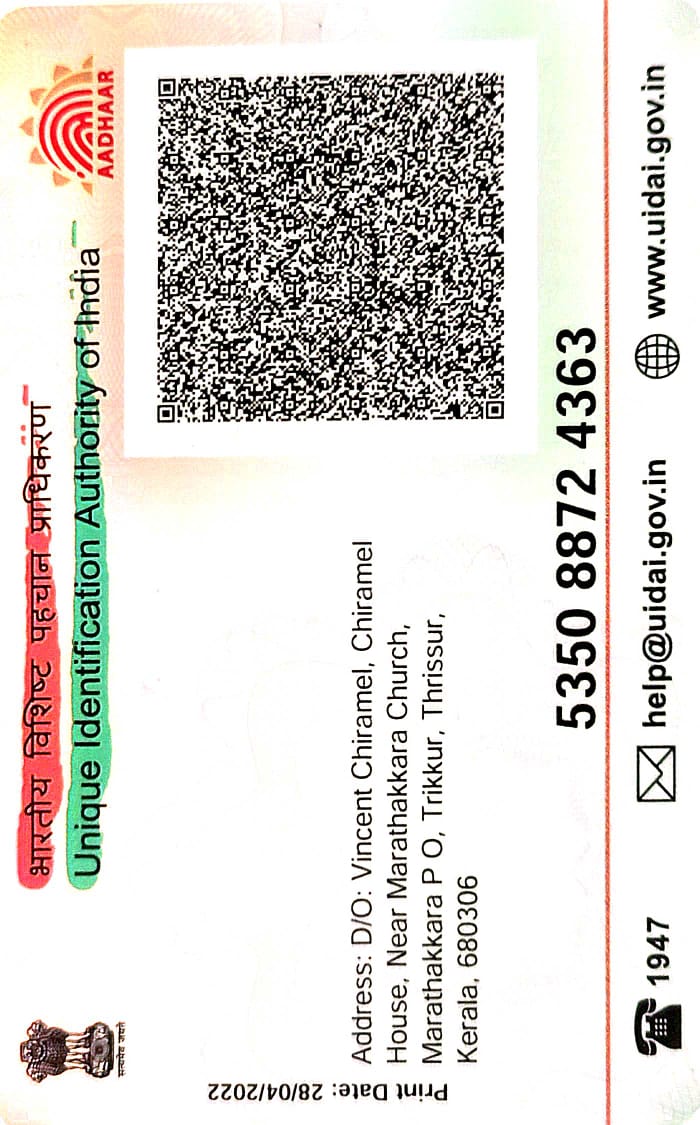 भारतीय विशिष्ट पहचान प्राधिकरण
Unique Identification Authority of India
AADHAAR
सत्यमेव जयते
Print Date: 28/04/2022
Address: D/O: Vincent Chiramel, Chiramel
House, Near Marathakkara Church,
Marathakkara P O, Trikkur, Thrissur,
Kerala, 680306
5350 8872 4363
1947
help@uidai.gov.in
www.uidai.gov.in